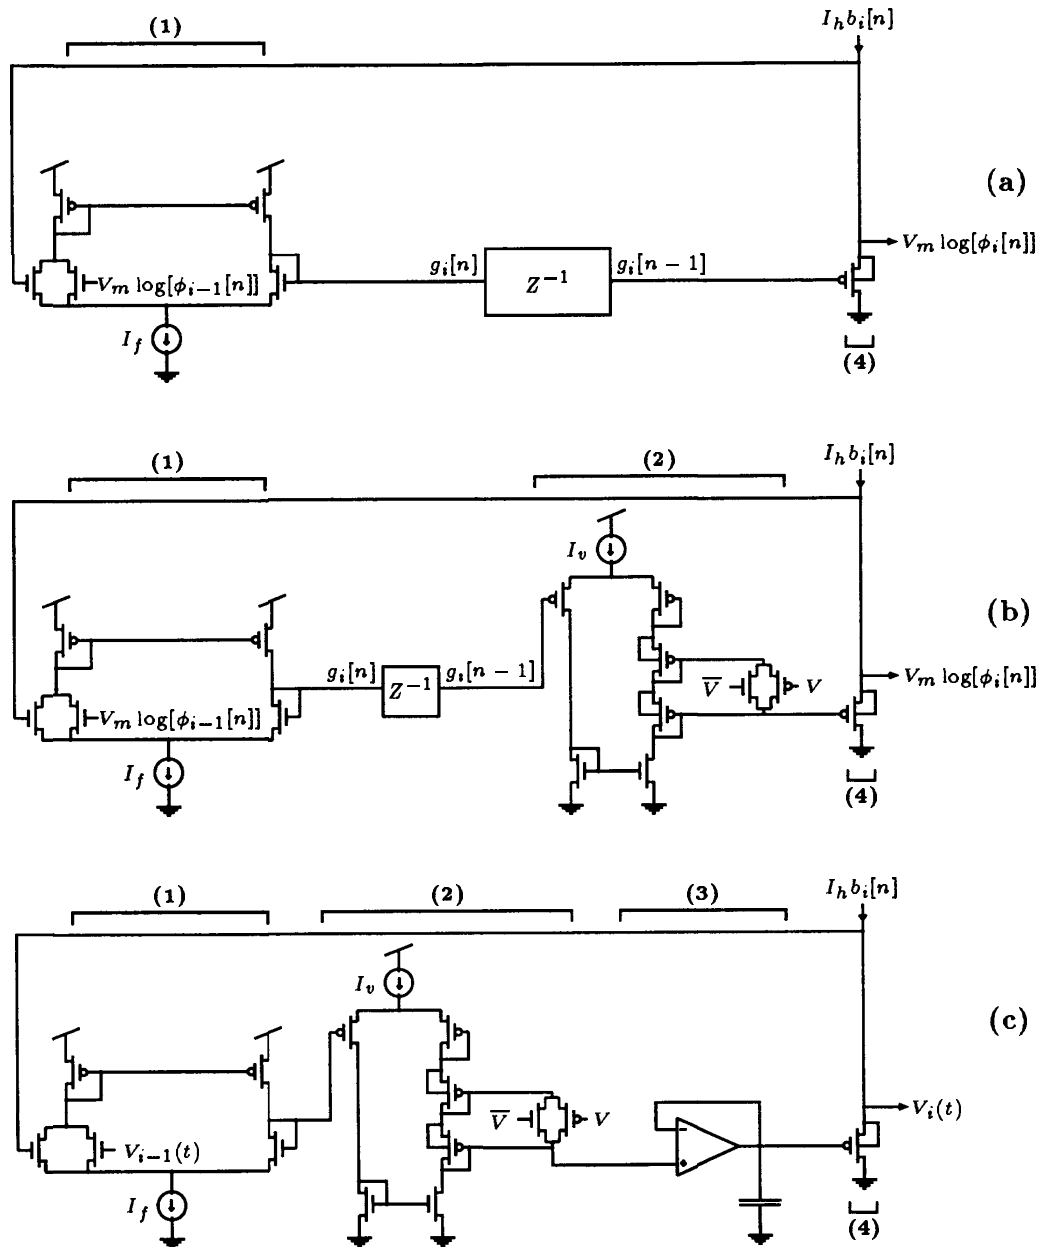 (1)
I_h b_i[n]
(a)
g_i[n]
Z^{-1}
g_i[n − 1]
V_m log[ϕ_i[n]]
V_m log[ϕ_{i−1}[n]]
I_f
(4)
(1)
(2)
I_h b_i[n]
I_v
(b)
g_i[n]
Z^{-1}
g_i[n − 1]
V̅
V
V_m log[ϕ_i[n]]
V_m log[ϕ_{i−1}[n]]
I_f
(4)
(1)
(2)
(3)
I_h b_i[n]
I_v
(c)
V̅
V
−
+
V_i(t)
V_{i−1}(t)
I_f
(4)